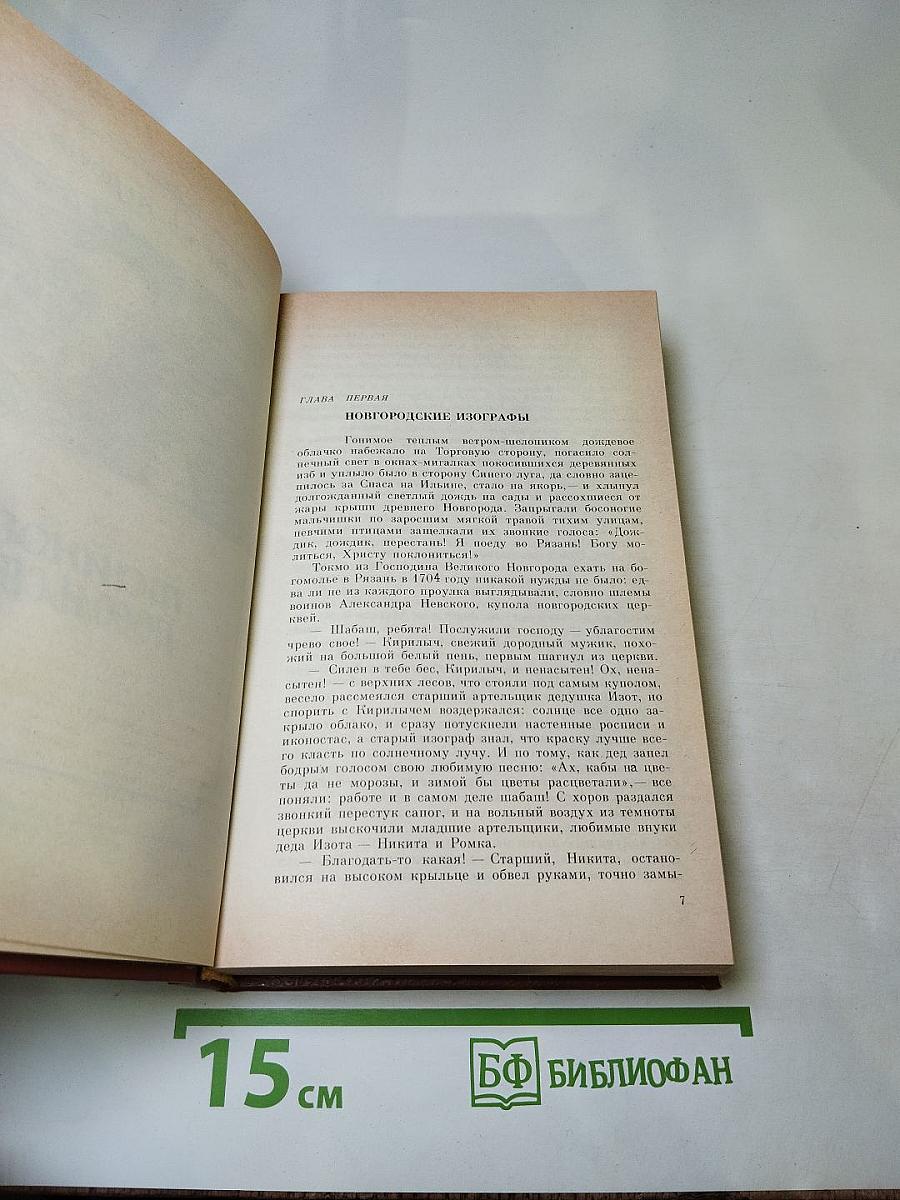 ГЛАВА ПЕРВАЯ
НОВГОРОДСКИЕ ИЗОГРАФЫ
Гонимое теплым ветром-шелоником дождевое
облачко набежало на Торговую сторону, погасило сол-
нечный свет в окнах-мигалках покосившихся деревянных
изб и уплыло было в сторону Синего луга, да словно заце-
пилось за Спаса на Ильине, стало на якорь,— и хлынул
долгожданный светлый дождь на сады и рассохшиеся от
жары крыши древнего Новгорода. Запрыгали босоногие
мальчишки по заросшим мягкой травой тихим улицам,
певчими птицами защелкали их звонкие голоса: «Дож-
дик, дождик, перестань! Я поеду во Рязань! Богу мо-
литься, Христу поклониться!»
Токмо из Господина Великого Новгорода ехать на бо-
гомолье в Рязань в 1704 году никакой нужды не было: ед-
ва ли не из каждого проулка выглядывали, словно шлемы
воинов Александра Невского, купола новгородских цер-
квей.
— Шабаш, ребята! Послужили господу — ублаготим
чрево свое! — Кирилыч, свежий дородный мужик, похо-
жий на большой белый пень, первым шагнул из церкви.
— Силен в тебе бес, Кирилыч, и ненасытен! Ох, нена-
сытен! — с верхних лесов, что стояли под самым куполом,
весело рассмеялся старший артельщик дедушка Изот, но
спорить с Кирилычем воздержался: солнце все одно за-
крыло облако, и сразу потускнели настенные росписи и
иконостас, а старый изограф знал, что краску лучше все-
го класть по солнечному лучу. И по тому, как дед запел
бодрым голосом свою любимую песню: «Ах, кабы на цве-
ты да не морозы, и зимой бы цветы расцветали»,— все
поняли: работе и в самом деле шабаш! С хоров раздался
звонкий перестук сапог, и на вольный воздух из темноты
церкви выскочили младшие артельщики, любимые внуки
деда Изота — Никита и Ромка.
— Благодать-то какая! — Старший, Никита, остано-
вился на высоком крыльце и обвел руками, точно замы-
7
15 см
БФ БИБЛИОФАН